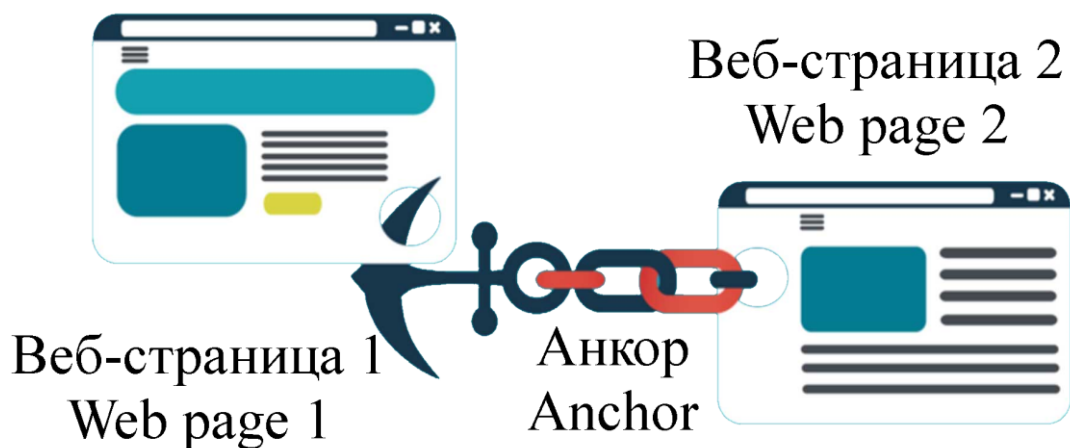 Веб-страница 2
Web page 2
Веб-страница 1
Web page 1
Анкор
Anchor